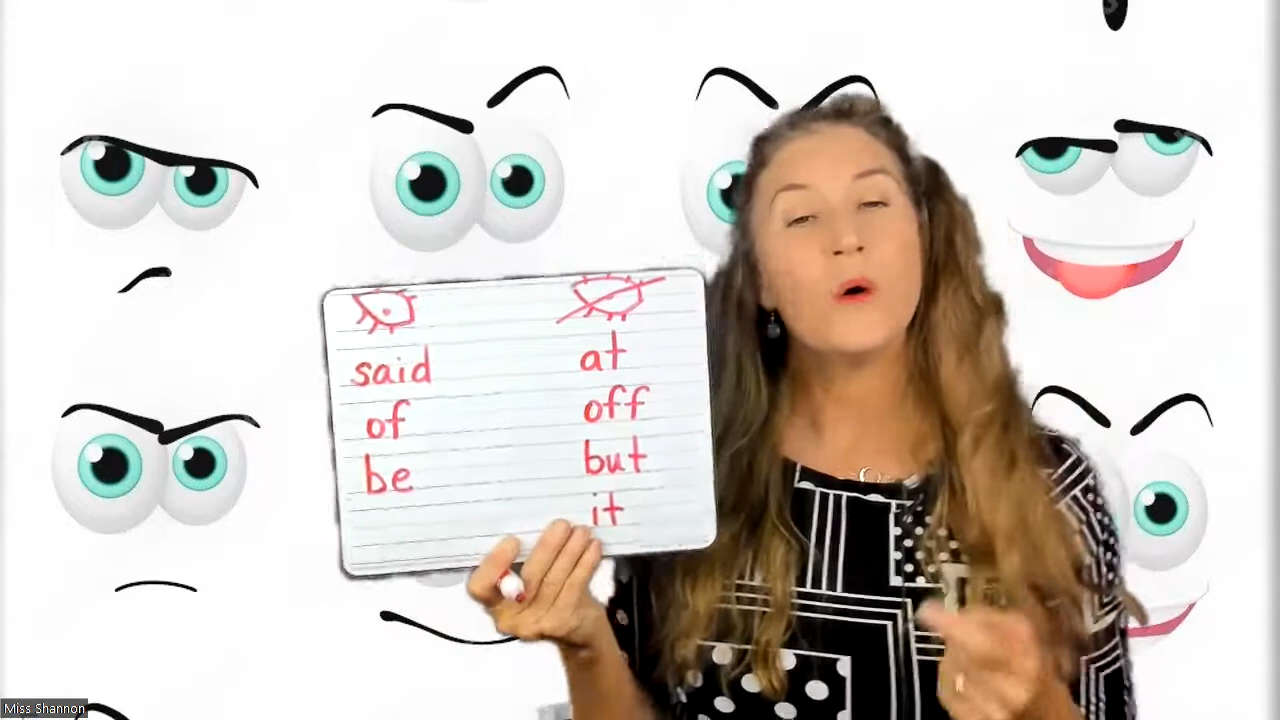 said at
of off
be but
it
Miss Shannon